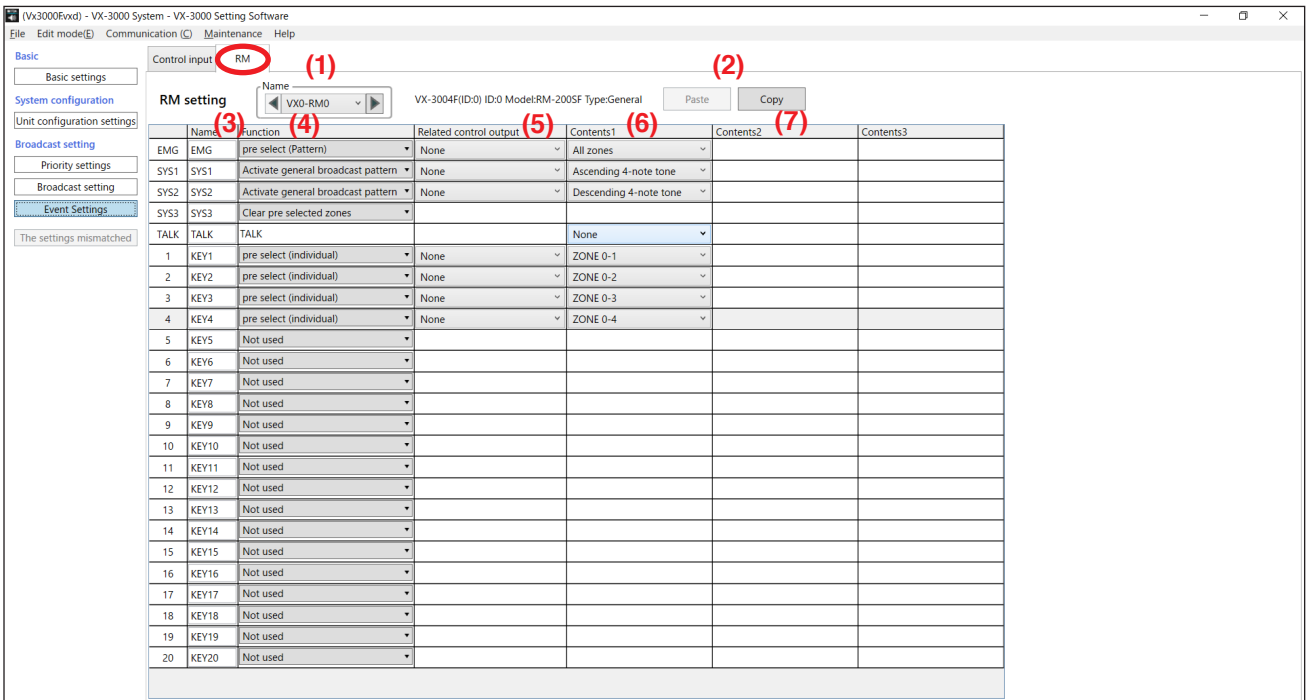 (Vx3000F.vxd) - VX-3000 System - VX-3000 Setting Software
File Edit mode(E) Communication (C) Maintenance Help
Basic
Basic settings
System configuration
Unit configuration settings
Broadcast setting
Priority settings
Broadcast setting
Event Settings
The settings mismatched
Control input RM
(1) (2)
RM setting Name VX0-RM0 VX-3004F(ID:0) ID:0 Model:RM-200SF Type:General Paste Copy
Name (3) Function (4) Related control output (5) Contents1 (6) Contents2 (7) Contents3
EMG EMG pre select (Pattern) None All zones
SYS1 SYS1 Activate general broadcast pattern None Ascending 4-note tone
SYS2 SYS2 Activate general broadcast pattern None Descending 4-note tone
SYS3 SYS3 Clear pre selected zones
TALK TALK TALK None
1 KEY1 pre select (individual) None ZONE 0-1
2 KEY2 pre select (individual) None ZONE 0-2
3 KEY3 pre select (individual) None ZONE 0-3
4 KEY4 pre select (individual) None ZONE 0-4
5 KEY5 Not used
6 KEY6 Not used
7 KEY7 Not used
8 KEY8 Not used
9 KEY9 Not used
10 KEY10 Not used
11 KEY11 Not used
12 KEY12 Not used
13 KEY13 Not used
14 KEY14 Not used
15 KEY15 Not used
16 KEY16 Not used
17 KEY17 Not used
18 KEY18 Not used
19 KEY19 Not used
20 KEY20 Not used